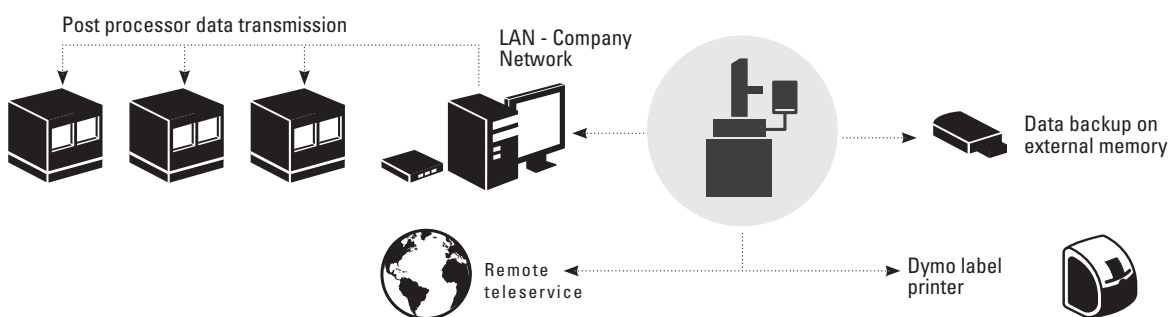 Post processor data transmission
LAN - Company
Network
Data backup on
external memory
Remote
teleservice
Dymo label
printer